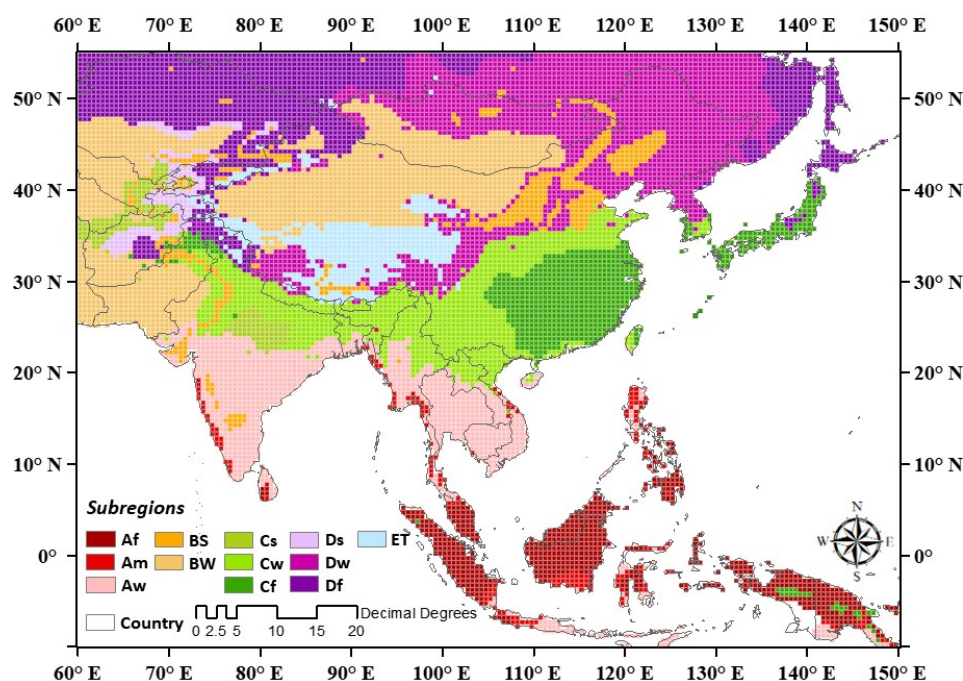 60° E 70° E 80° E 90° E 100° E 110° E 120° E 130° E 140° E 150° E
50° N 50° N
40° N 40° N
30° N 30° N
20° N 20° N
10° N 10° N
Subregions
Af BS Cs Ds ET
Am BW Cw Dw
Aw Cf Df
0° 0°
N
W E
S
Country
Decimal Degrees
0 2.5 5 10 15 20
60° E 70° E 80° E 90° E 100° E 110° E 120° E 130° E 140° E 150° E